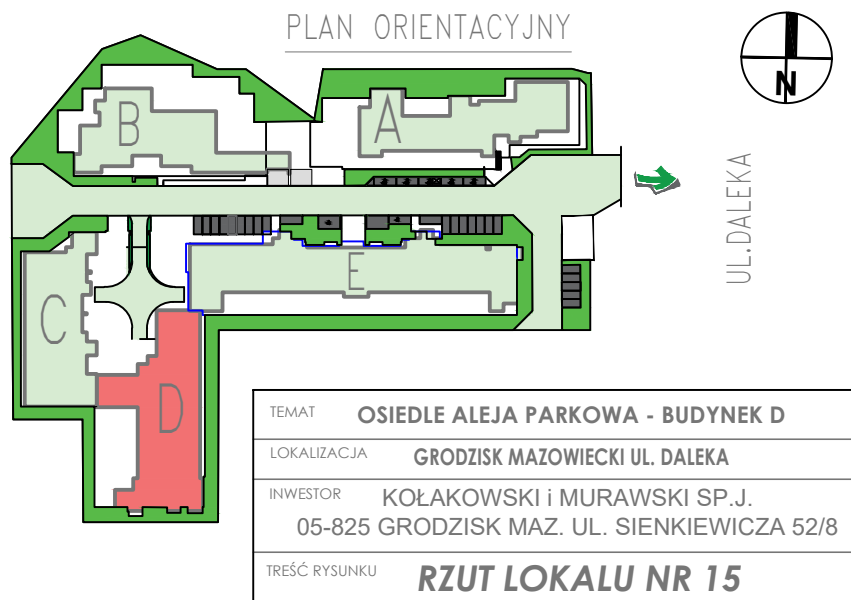 PLAN ORIENTACYJNY
N
B
A
UL.DALEKA
E
C
D
TEMAT OSIEDLE ALEJA PARKOWA - BUDYNEK D
LOKALIZACJA GRODZISK MAZOWIECKI UL. DALEKA
INWESTOR KOŁAKOWSKI i MURAWSKI SP.J.
05-825 GRODZISK MAZ. UL. SIENKIEWICZA 52/8
TREŚĆ RYSUNKU RZUT LOKALU NR 15